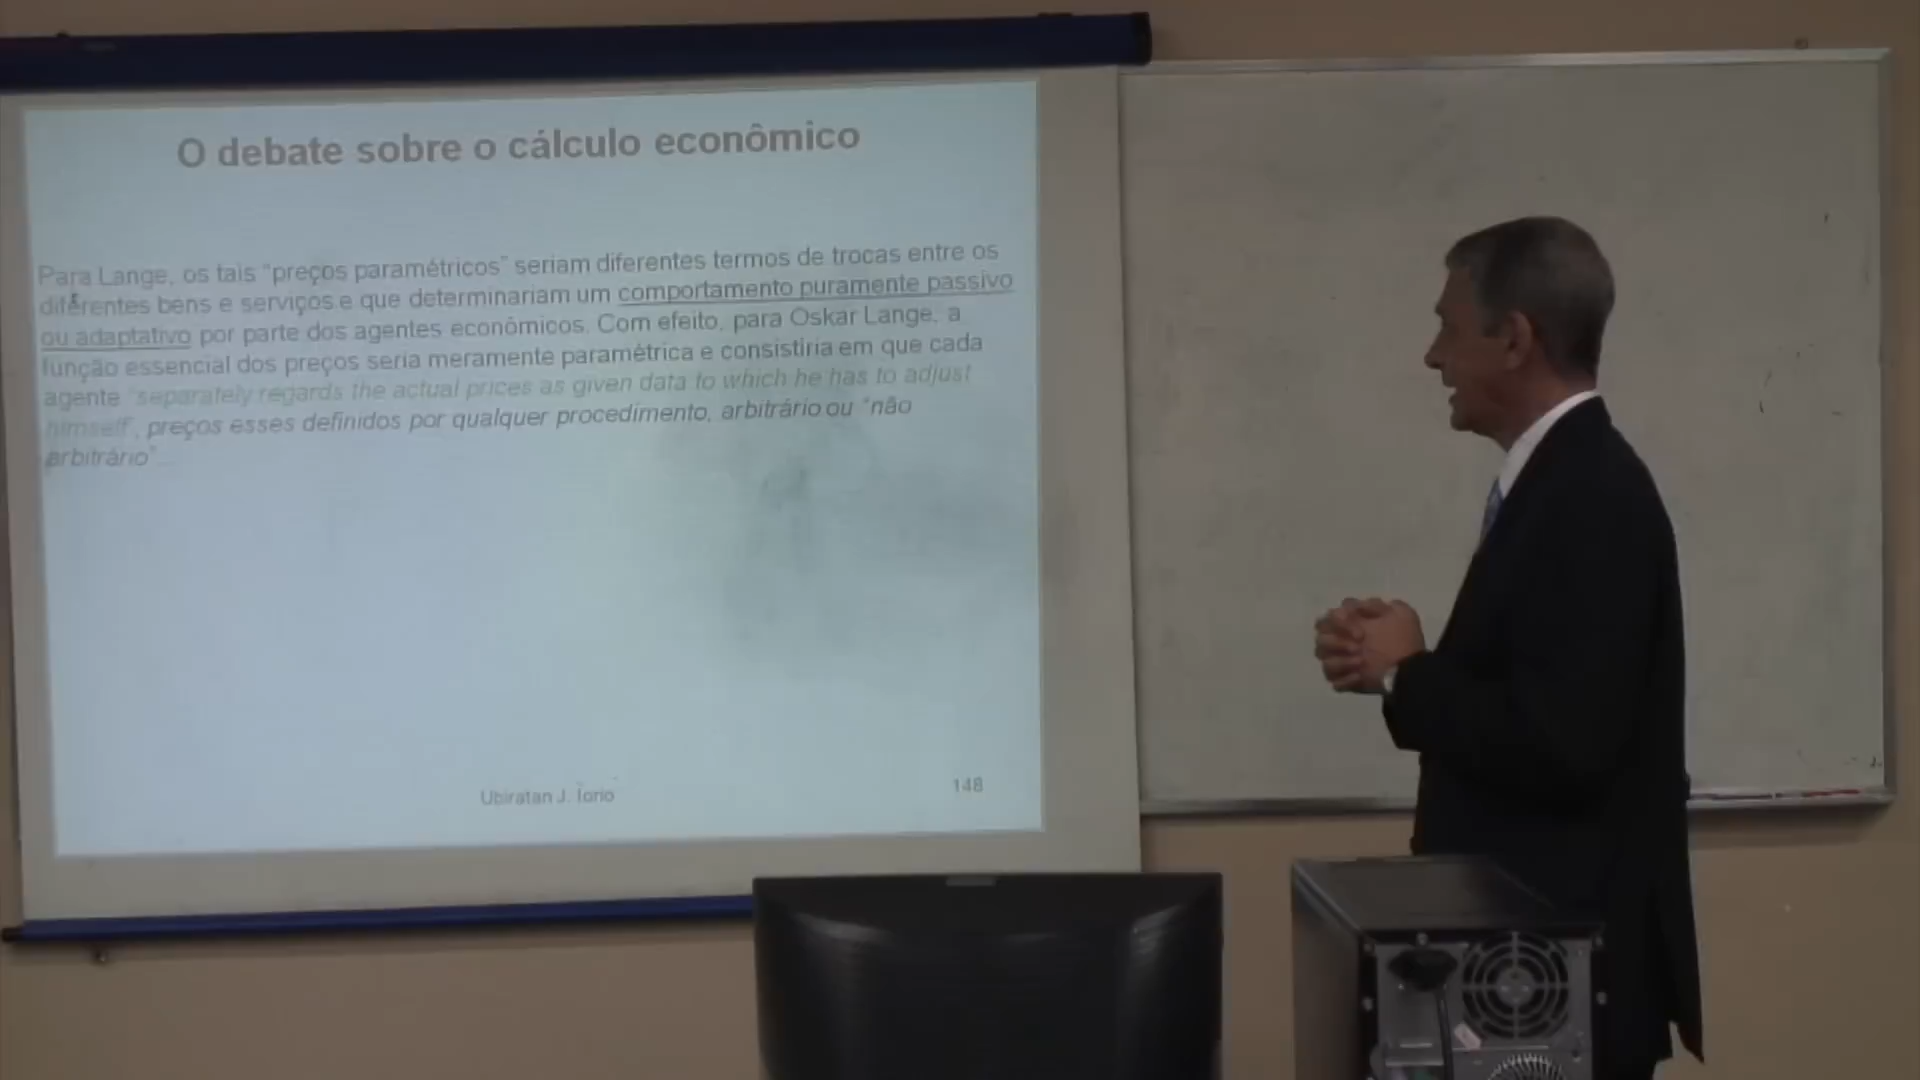 O debate sobre o cálculo econômico
Para Lange, os tais “preços paramétricos” seriam diferentes termos de trocas entre os
diferentes bens e serviços e que determinariam um comportamento puramente passivo
ou adaptativo por parte dos agentes econômicos. Com efeito, para Oskar Lange, a
função essencial dos preços seria meramente paramétrica e consistiria em que cada
agente “separately regards the actual prices as given data to which he has to adjust
himself”, preços esses definidos por qualquer procedimento, arbitrário ou “não
arbitrário”...
Ubiratan J. Iorio
148